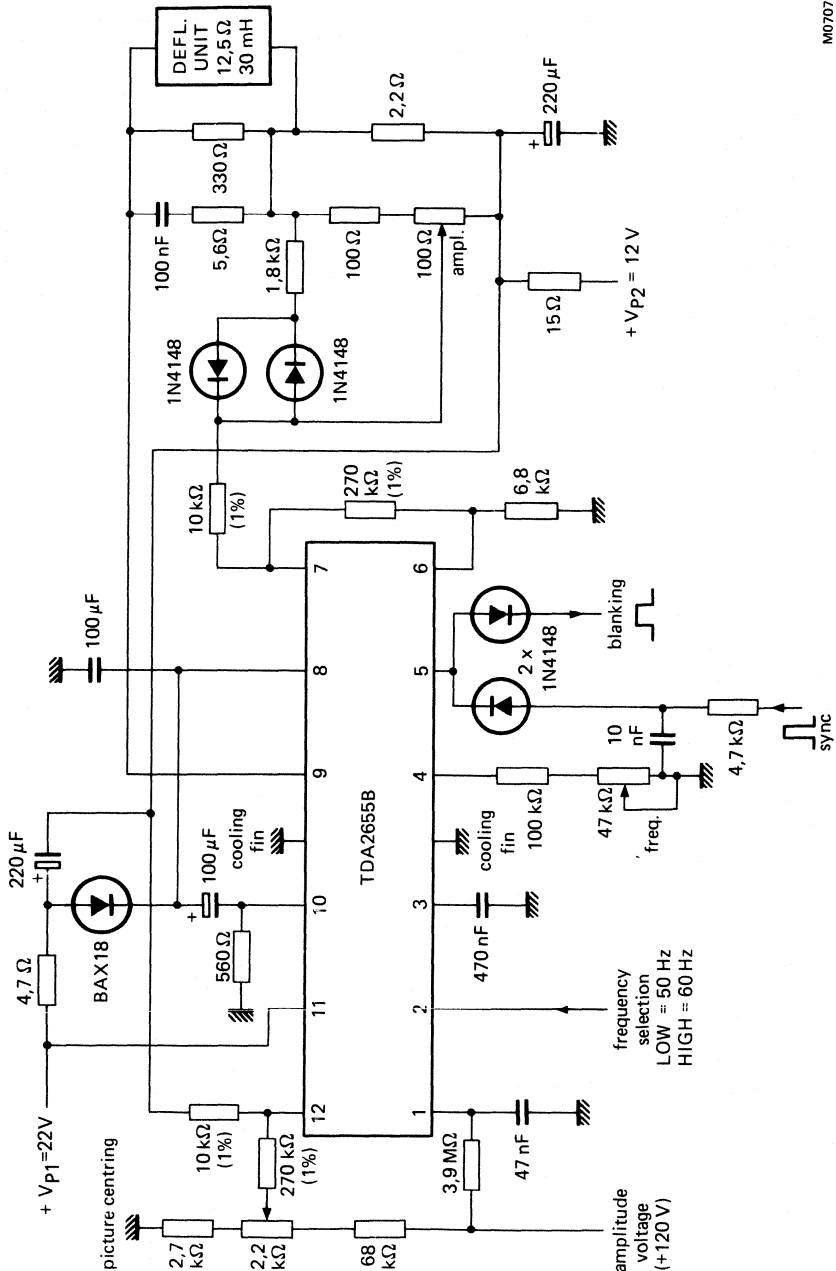 M0707
DEFL.
UNIT
12,5 Ω
30 mH
330 Ω
2,2 Ω
220 μF
+
100 nF
5,6Ω
1,8 kΩ
100 Ω
100 Ω
ampl.
15 Ω
+ VP2 = 12 V
1N4148
1N4148
10 kΩ
(1%)
270
kΩ
(1%)
6,8
kΩ
100 μF
7
8
9
10
11
12
TDA2655B
6
5
4
3
2
1
2 x
1N4148
blanking
10
nF
4,7 kΩ
sync
100 kΩ
47 kΩ
freq.
cooling
fin
cooling
fin
220 μF
+
BAX18
4,7 Ω
+
100 μF
560 Ω
470 nF
frequency
selection
LOW = 50 Hz
HIGH = 60 Hz
+ VP1=22V
10 kΩ
(1%)
270 kΩ
(1%)
3,9 MΩ
47 nF
picture centring
2,7
kΩ
2,2
kΩ
68
kΩ
amplitude
voltage
(+120 V)